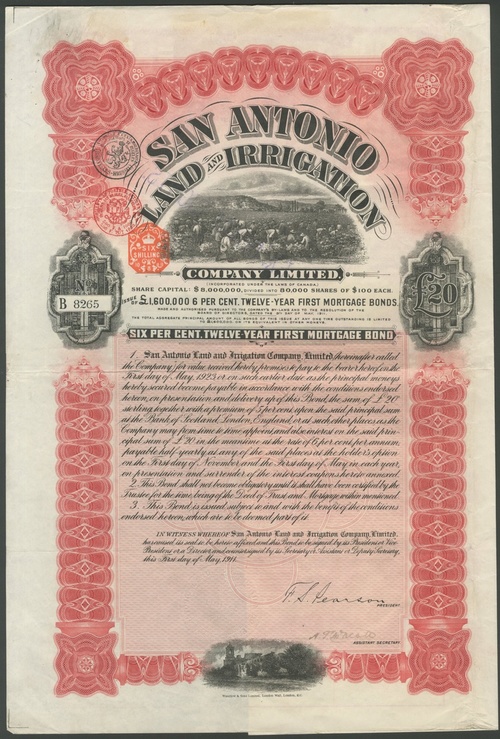 SAN ANTONIO
LAND AND IRRIGATION
COMPANY LIMITED.
(INCORPORATED UNDER THE LAWS OF CANADA.)
SHARE CAPITAL: $8,000,000, DIVIDED INTO 80,000 SHARES OF $100 EACH.
ISSUE OF £1,600,000 6 PER CENT. TWELVE-YEAR FIRST MORTGAGE BONDS.
SIX SHILLINGS
No.
B 8265
£20
SIX PER CENT. TWELVE YEAR FIRST MORTGAGE BOND
1. San Antonio Land and Irrigation Company, Limited, (hereinafter called
the Company) for value received hereby promises to pay to the bearer hereof on the
First day of May, 1923, or on such earlier date as the principal moneys
hereby secured become payable in accordance with the conditions endorsed
hereon, on presentation and delivery up of this Bond, the sum of £20
sterling together with a premium of 5 per cent. upon the said principal sum
at the Bank of Scotland, London, England, or at such other places as the
Company may from time to time appoint and also interest on the said prin-
cipal sum of £20 in the meantime at the rate of 6 per cent. per annum
payable half-yearly at any of the said places at the holder's option
on the First day of November and the First day of May in each year
on presentation and surrender of the interest coupons hereto annexed.
2. This Bond shall not become obligatory until it shall have been certified by the
Trustee for the time being of the Deed of Trust and Mortgage within mentioned.
3. This Bond is issued subject to and with the benefit of the conditions
endorsed hereon, which are to be deemed part of it.
IN WITNESS WHEREOF San Antonio Land and Irrigation Company, Limited,
has caused its seal to be hereto affixed and this Bond to be signed by its President or Vice-
President or a Director and countersigned by its Secretary or Assistant or Deputy Secretary,
this First day of May, 1911.
F.S. Pearson
PRESIDENT
ASSISTANT SECRETARY.